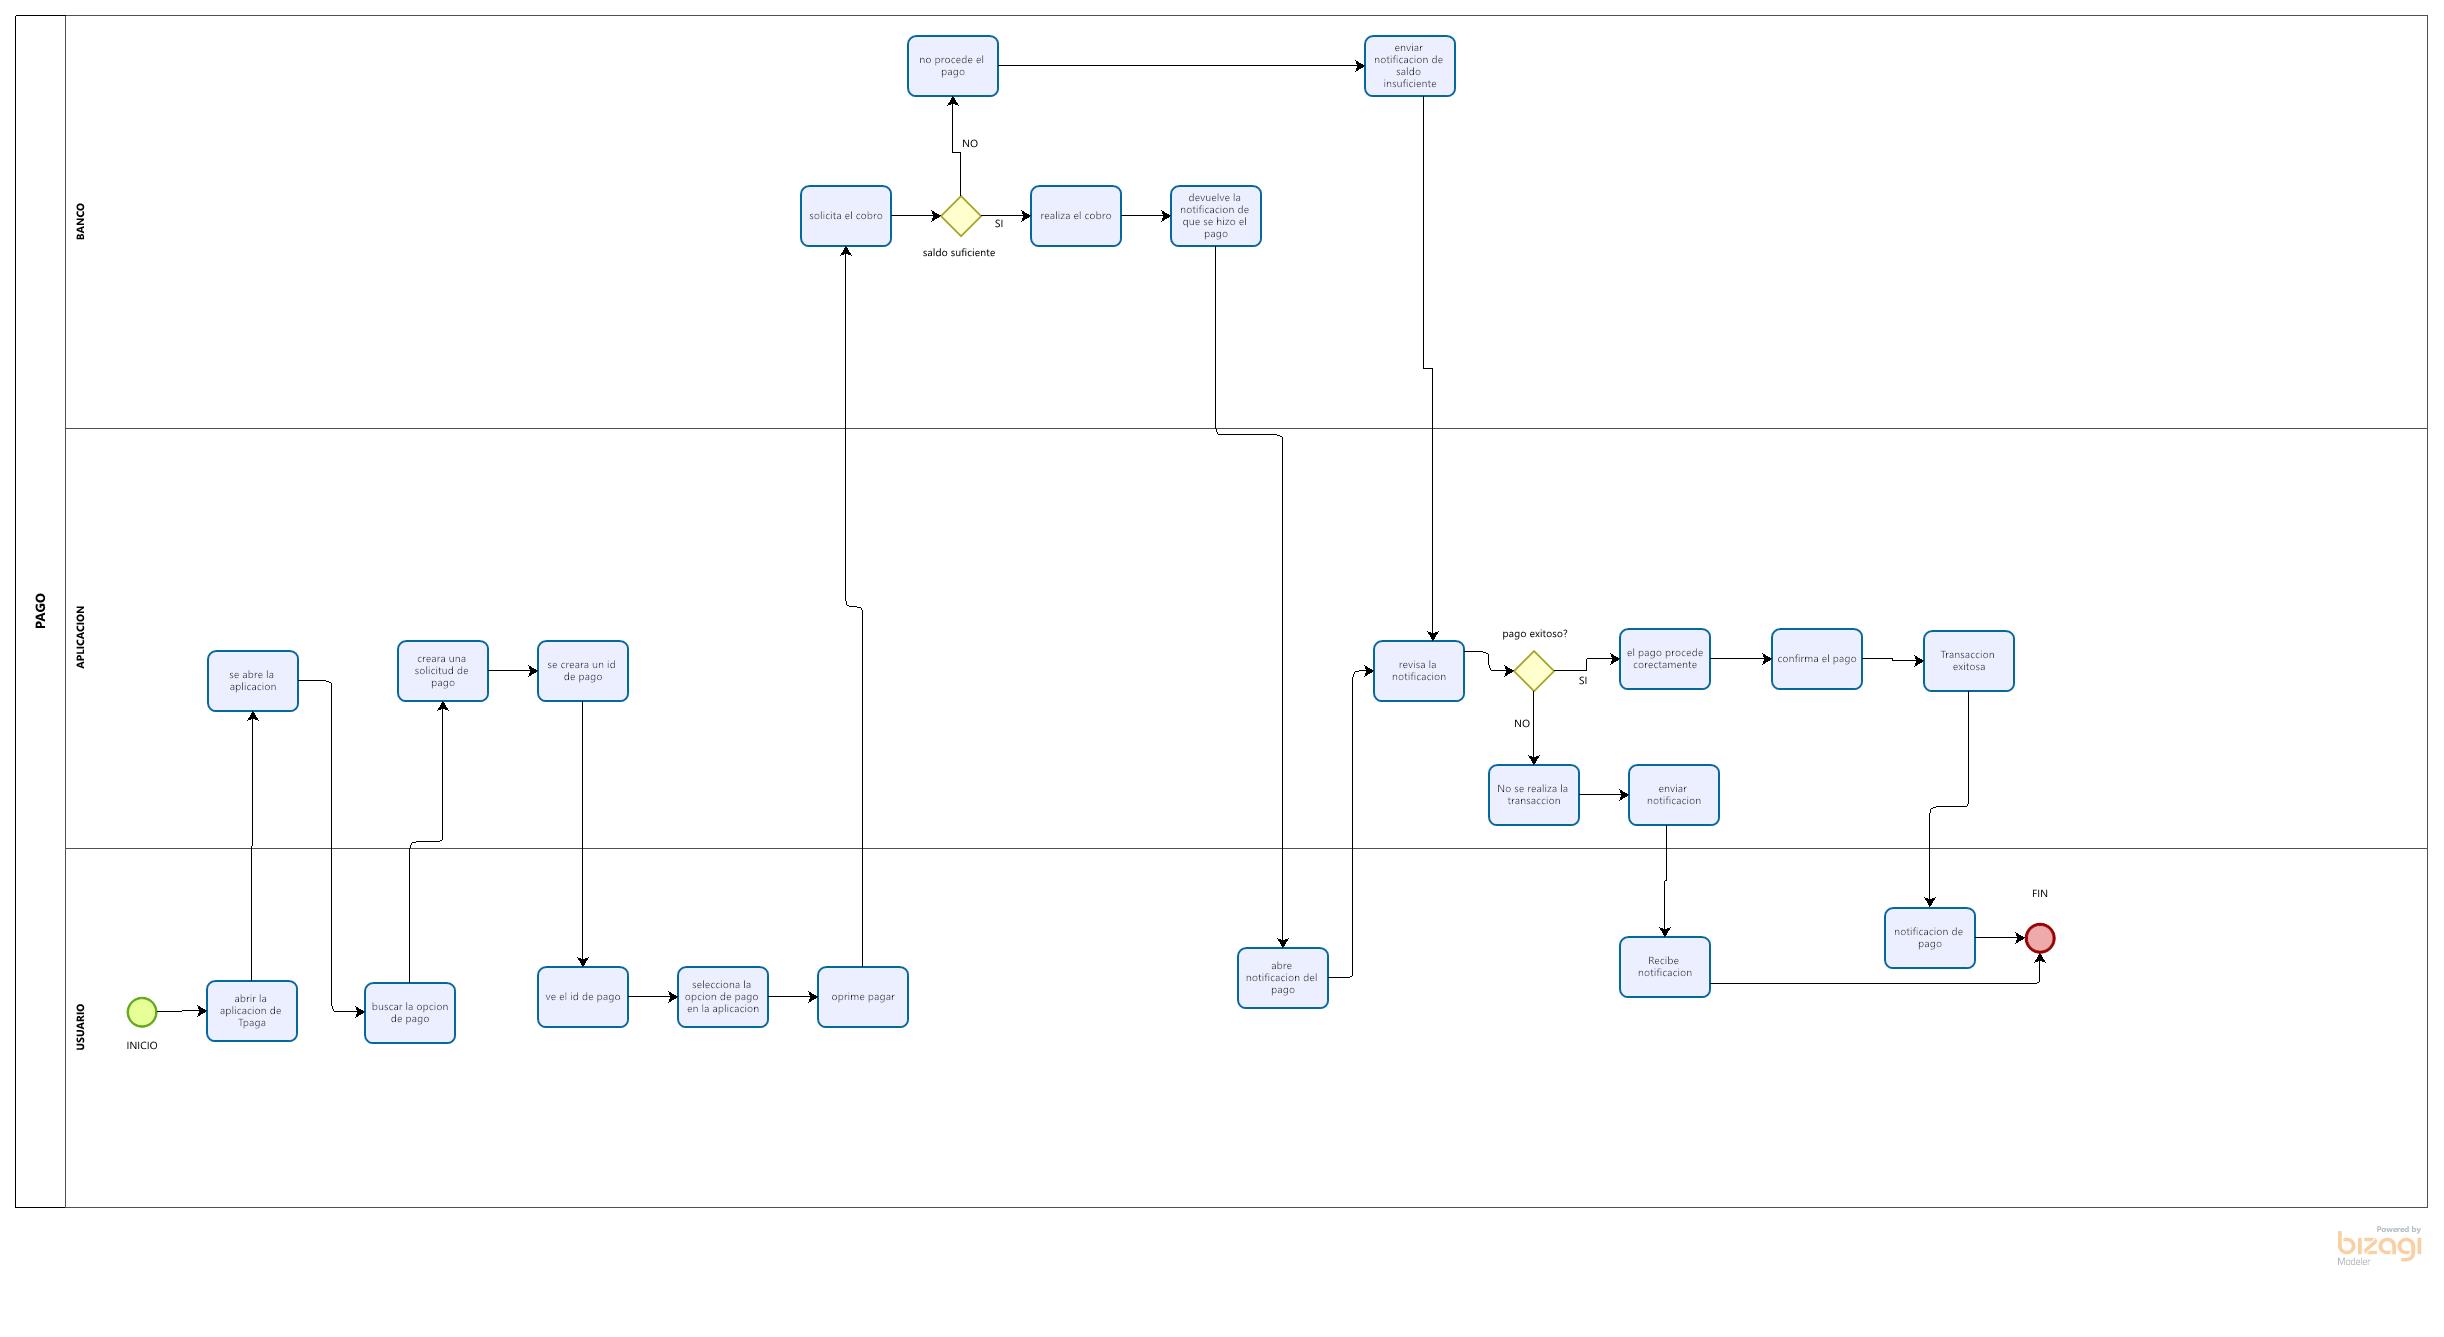 PAGO
BANCO
no procede el
pago
enviar
notificacion de
saldo
insuficiente
NO
solicita el cobro
SI
saldo suficiente
realiza el cobro
devuelve la
notificacion de
que se hizo el
pago
APLICACION
se abre la
aplicacion
creara una
solicitud de
pago
se creara un id
de pago
revisa la
notificacion
pago exitoso?
SI
NO
el pago procede
corectamente
confirma el pago
Transaccion
exitosa
No se realiza la
transaccion
enviar
notificacion
USUARIO
INICIO
abrir la
aplicacion de
Tpaga
buscar la opcion
de pago
ve el id de pago
selecciona la
opcion de pago
en la aplicacion
oprime pagar
abre
notificacion del
pago
Recibe
notificacion
notificacion de
pago
FIN
Powered by
bizagi
Modeler